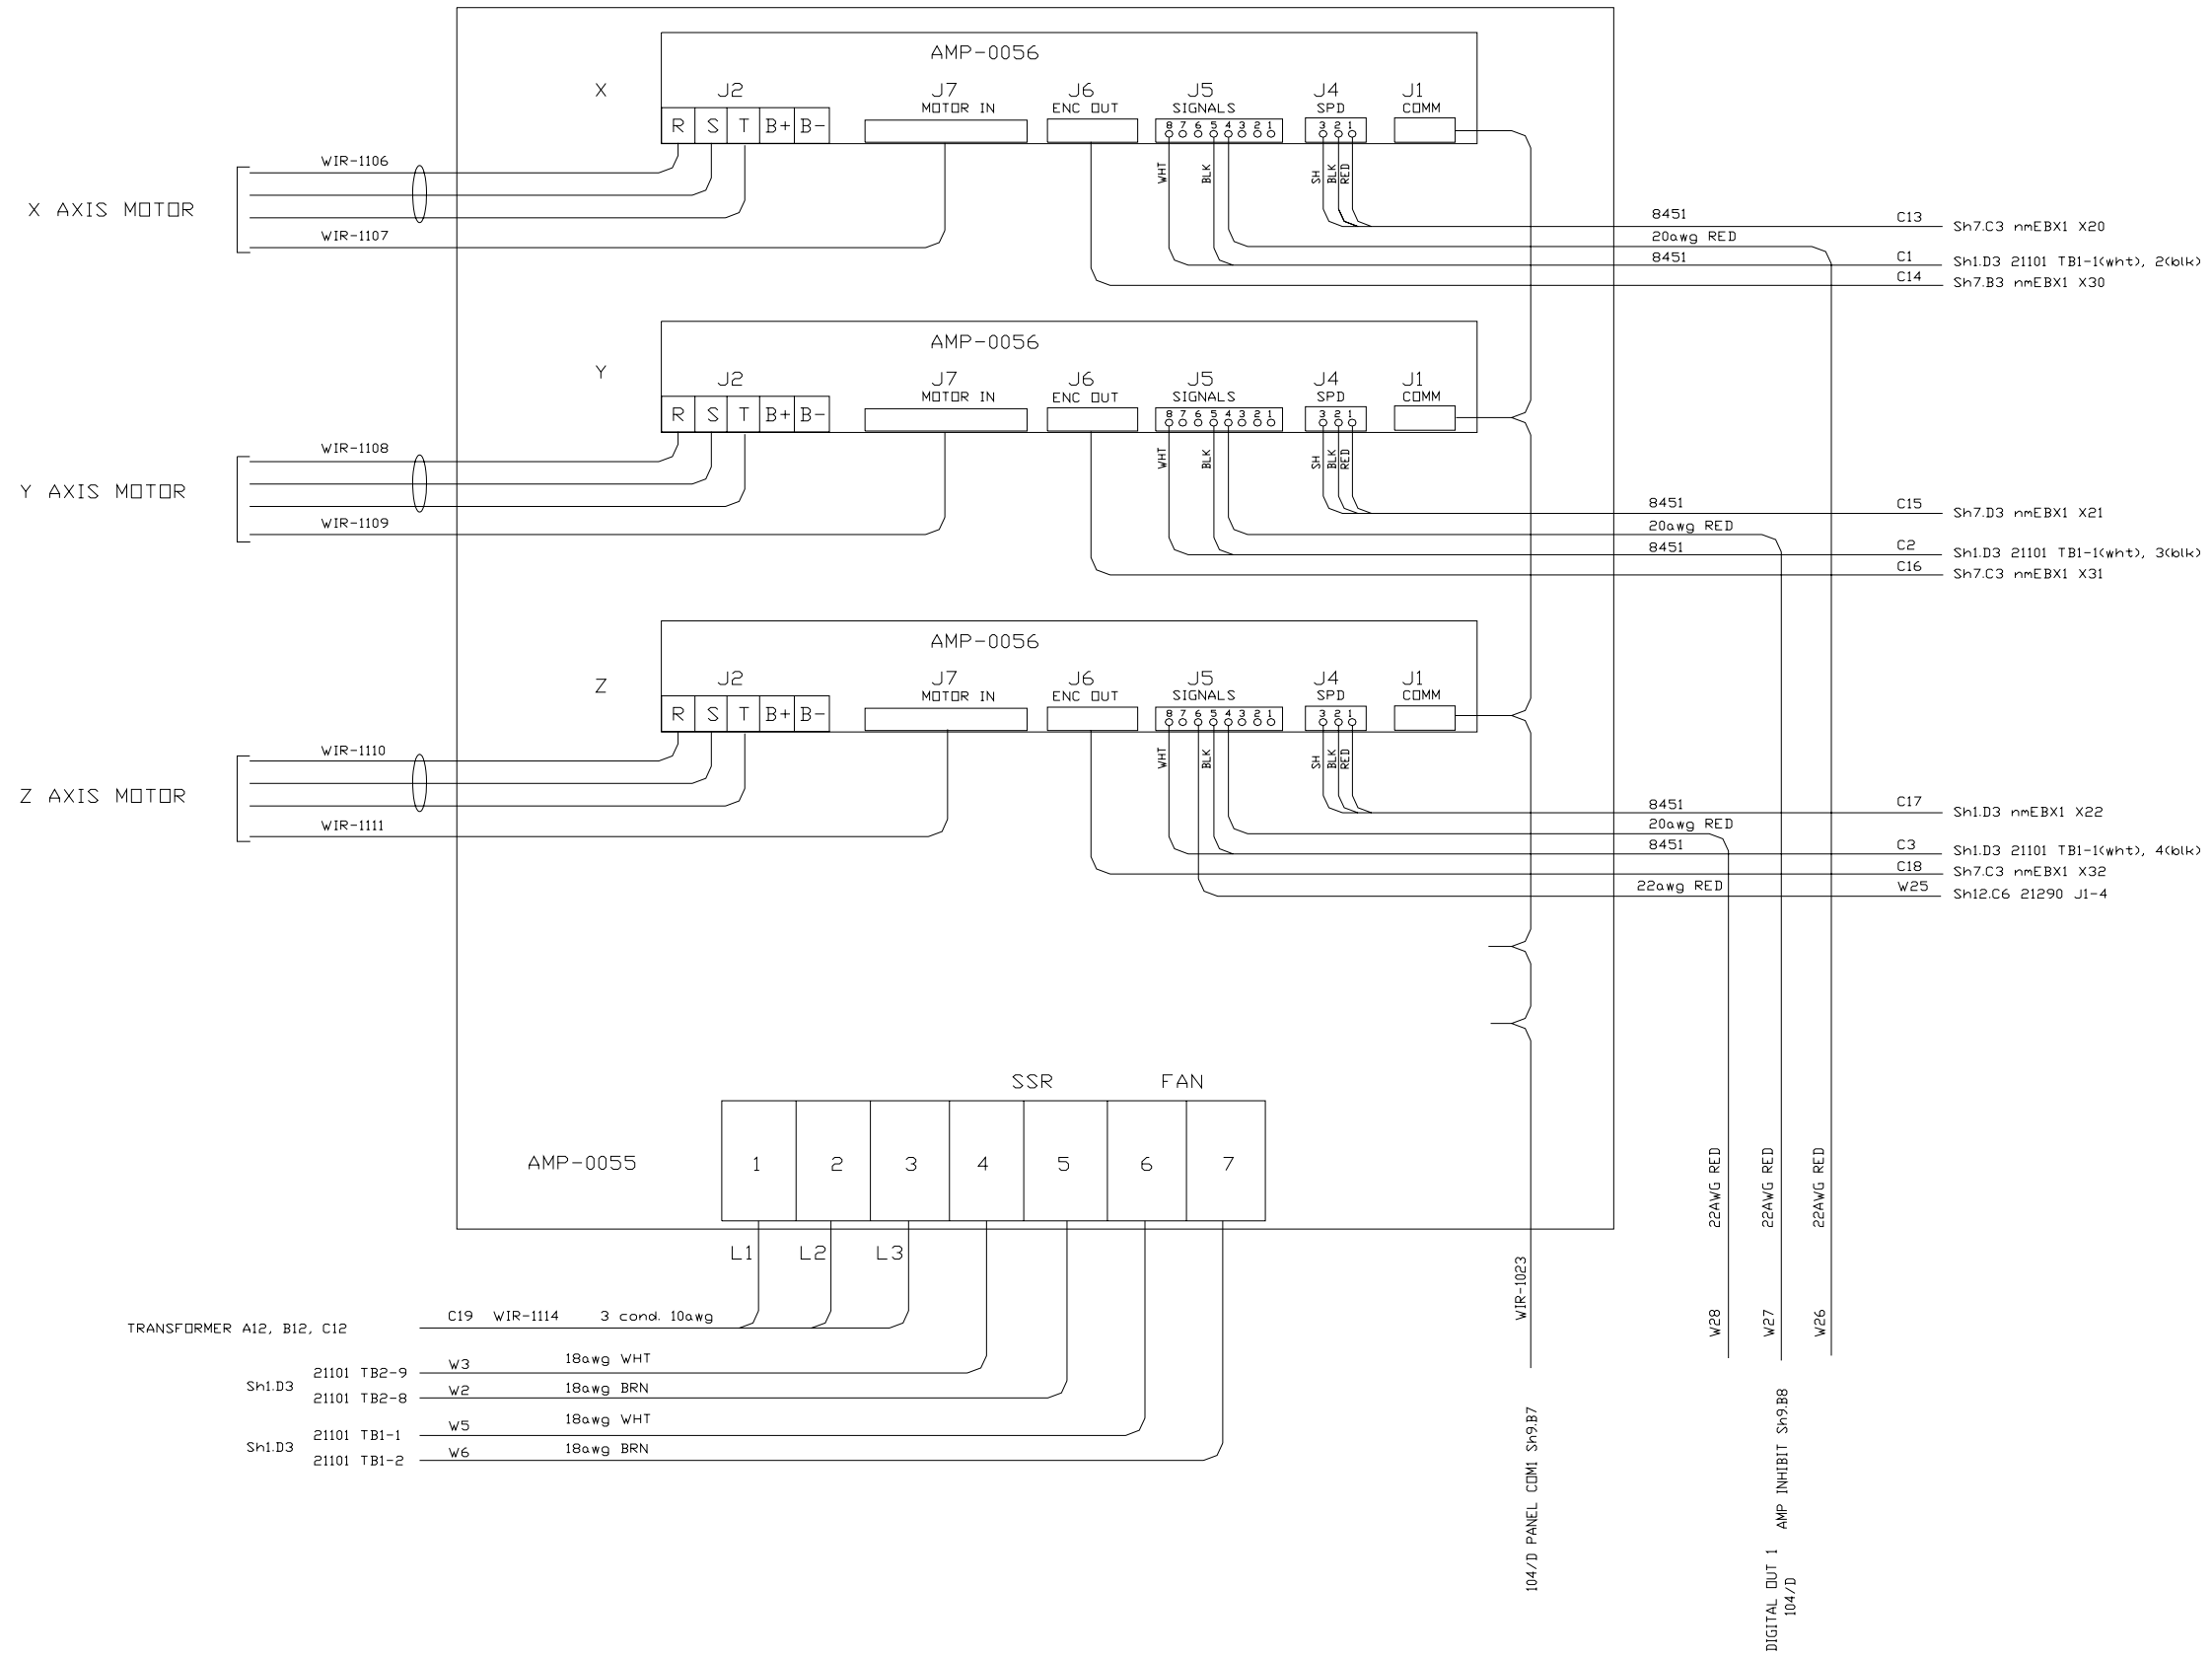 AMP-0056
X
J2
J7
J6
J5
J4
J1
MOTOR IN
ENC OUT
SIGNALS
SPD
COMM
R S T B+ B-
8 7 6 5 4 3 2 1
3 2 1
WHT
BLK
SH
BLK
RED
WIR-1106
X AXIS MOTOR
WIR-1107
8451
C13
Sh7.C3 nmEBX1 X20
20awg RED
8451
C1
Sh1.D3 21101 TB1-1(wht), 2(blk)
C14
Sh7.B3 nmEBX1 X30
AMP-0056
Y
J2
J7
J6
J5
J4
J1
MOTOR IN
ENC OUT
SIGNALS
SPD
COMM
R S T B+ B-
8 7 6 5 4 3 2 1
3 2 1
WHT
BLK
SH
BLK
RED
WIR-1108
Y AXIS MOTOR
WIR-1109
8451
C15
Sh7.D3 nmEBX1 X21
20awg RED
8451
C2
Sh1.D3 21101 TB1-1(wht), 3(blk)
C16
Sh7.C3 nmEBX1 X31
AMP-0056
Z
J2
J7
J6
J5
J4
J1
MOTOR IN
ENC OUT
SIGNALS
SPD
COMM
R S T B+ B-
8 7 6 5 4 3 2 1
3 2 1
WHT
BLK
SH
BLK
RED
WIR-1110
Z AXIS MOTOR
WIR-1111
8451
C17
Sh1.D3 nmEBX1 X22
20awg RED
8451
C3
Sh1.D3 21101 TB1-1(wht), 4(blk)
C18
Sh7.C3 nmEBX1 X32
22awg RED
W25
Sh12.C6 21290 J1-4
SSR
FAN
AMP-0055
1 2 3 4 5 6 7
L1
L2
L3
TRANSFORMER A12, B12, C12
C19 WIR-1114 3 cond. 10awg
21101 TB2-9
W3
18awg WHT
Sh1.D3
21101 TB2-8
W2
18awg BRN
21101 TB1-1
W5
18awg WHT
Sh1.D3
21101 TB1-2
W6
18awg BRN
WIR-1023
104/D PANEL COM1 Sh9.B7
22AWG RED
W28
22AWG RED
W27
22AWG RED
W26
DIGITAL OUT 1 AMP INHIBIT Sh9.B8
104/D